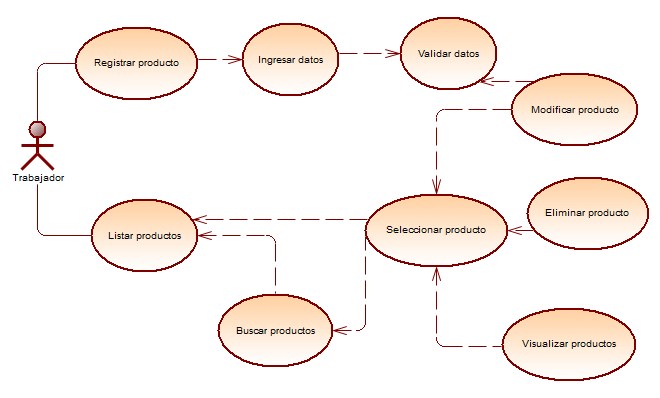 Registrar producto
Ingresar datos
Validar datos
Modificar producto
Trabajador
Listar productos
Seleccionar producto
Eliminar producto
Buscar productos
Visualizar productos